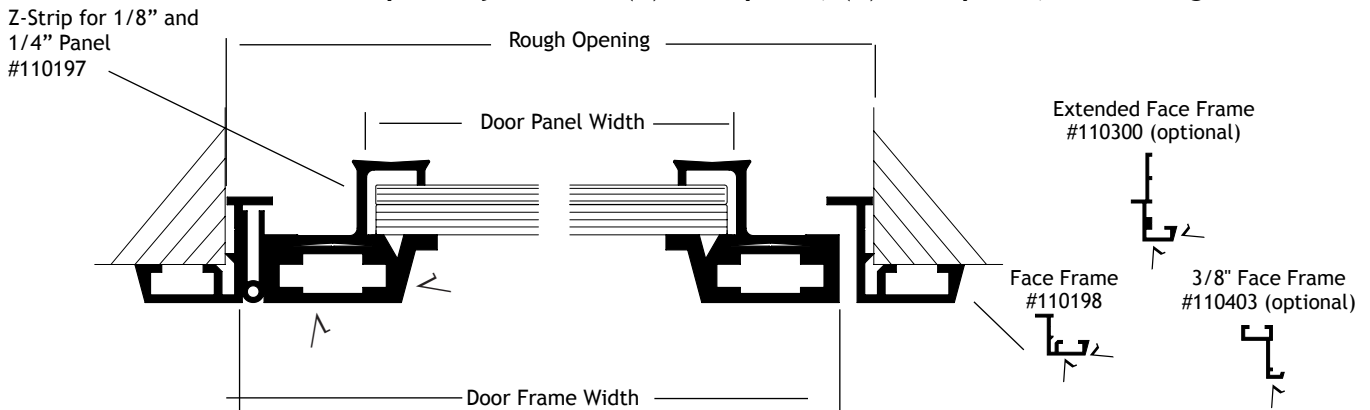 Z-Strip for 1/8” and
1/4” Panel
#110197
Rough Opening
Door Panel Width
Extended Face Frame
#110300 (optional)
Face Frame
#110198
3/8" Face Frame
#110403 (optional)
Door Frame Width